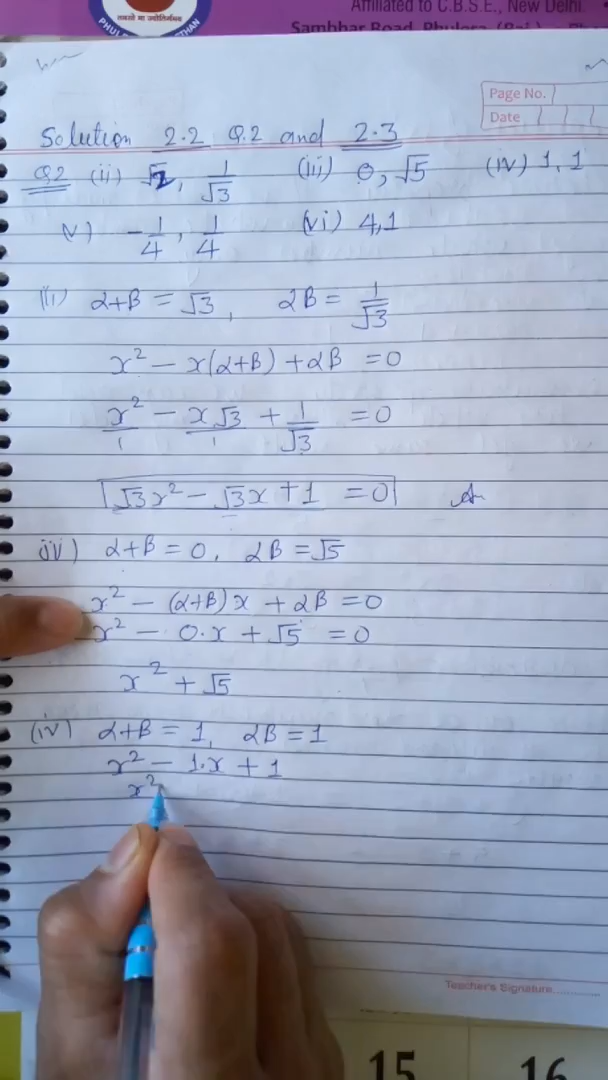 Affiliated to C.B.S.E., New Delhi
Sambhar Road, Phulera
Page No.
Date
Solution 2.2 Q.2 and 2.3
Q.2 (ii) √2, 1/√3 (iii) 0, √5 (iv) 1, 1
v) -1/4, 1/4 (vi) 4,1
(ii) α+β = √3, αβ = 1/√3
x² - x(α+β) + αβ = 0
x²/1 - x√3/1 + 1/√3 = 0
√3x² - √3x + 1 = 0
α+β = 0, αβ = √5
x² - (α+β)x + αβ = 0
x² - 0.x + √5 = 0
x² + √5
(iv) α+β = 1, αβ = 1
x² - 1.x + 1
x²
Teacher's Signature
15 16